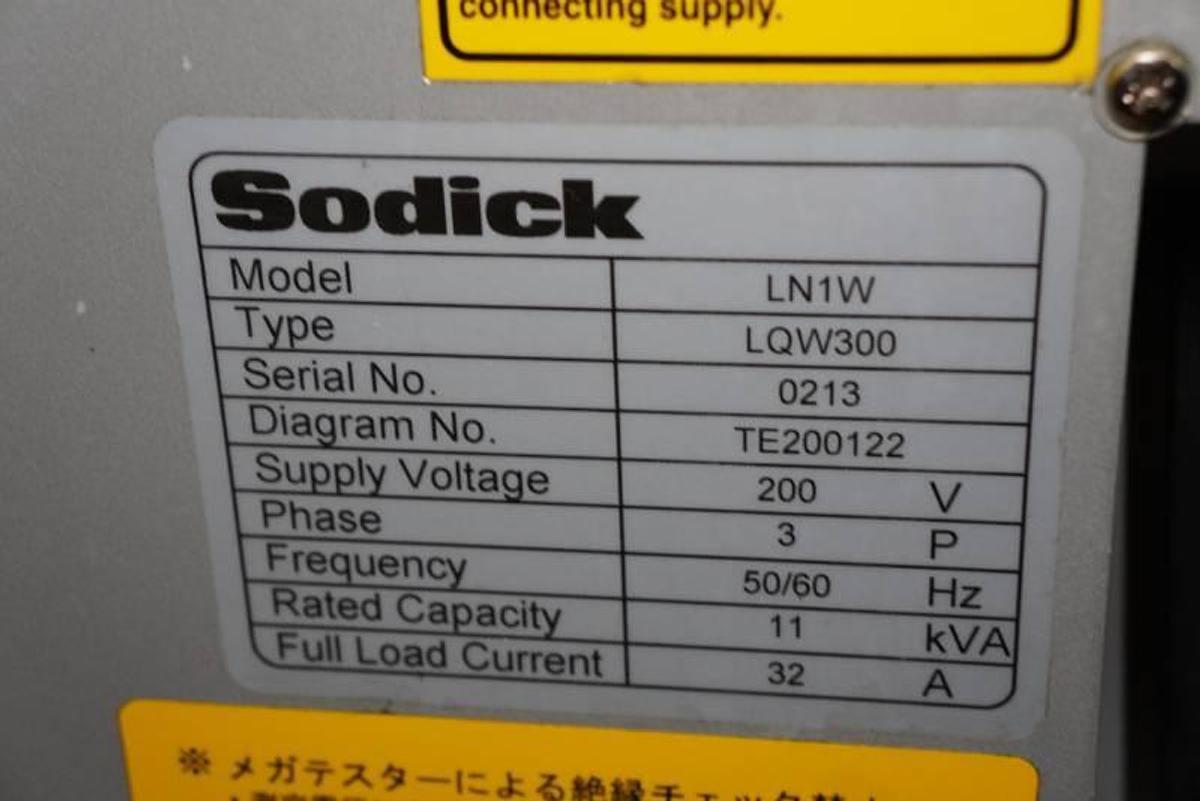 connecting supply.
Sodick
Model LN1W
Type LQW300
Serial No. 0213
Diagram No. TE200122
Supply Voltage 200 V
Phase 3 P
Frequency 50/60 Hz
Rated Capacity 11 kVA
Full Load Current 32 A
※ メガテスターによる絶縁チェック